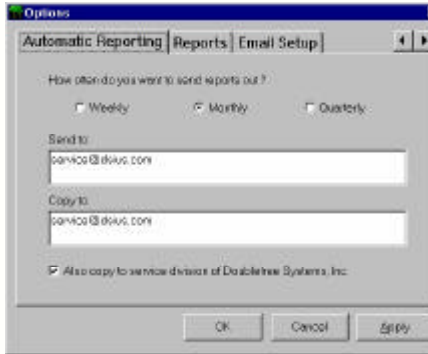 Options
Automatic Reporting Reports Email Setup
How often do you want to send reports out ?
Weekly Monthly Quarterly
Send to:
service@dsius.com
Copy to:
service@dsius.com
Also copy to service division of Doubletree Systems, Inc
OK Cancel Apply